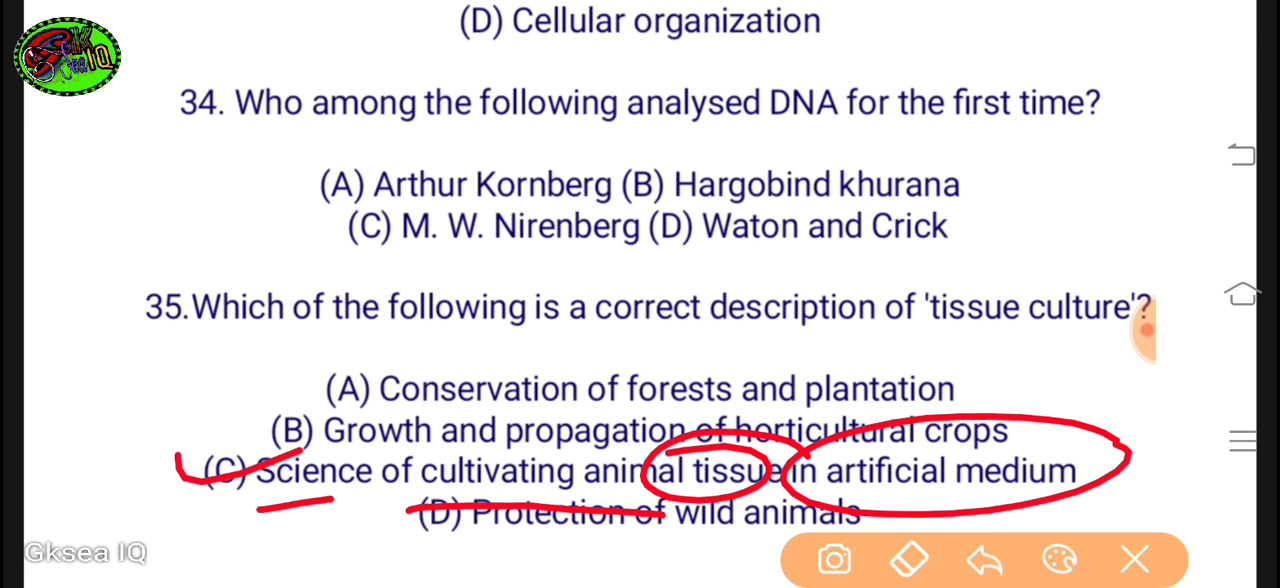 (D) Cellular organization
34. Who among the following analysed DNA for the first time?
(A) Arthur Kornberg (B) Hargobind khurana
(C) M. W. Nirenberg (D) Waton and Crick
35.Which of the following is a correct description of 'tissue culture'?
(A) Conservation of forests and plantation
(B) Growth and propagation of horticultural crops
(C) Science of cultivating animal tissue in artificial medium
(D) Protection of wild animals
Gksea IQ